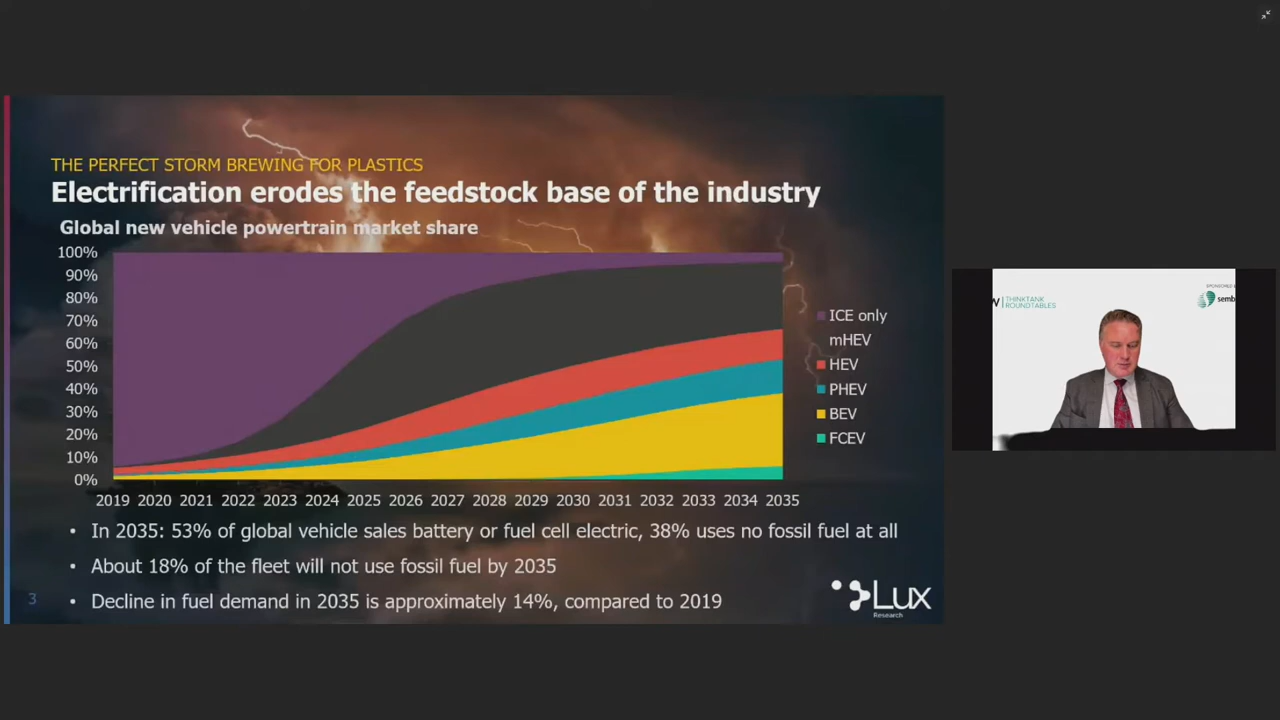 THE PERFECT STORM BREWING FOR PLASTICS
Electrification erodes the feedstock base of the industry
Global new vehicle powertrain market share
100%
90%
80%
70%
60%
50%
40%
30%
20%
10%
0%
2019 2020 2021 2022 2023 2024 2025 2026 2027 2028 2029 2030 2031 2032 2033 2034 2035
ICE only
mHEV
HEV
PHEV
BEV
FCEV
• In 2035: 53% of global vehicle sales battery or fuel cell electric, 38% uses no fossil fuel at all
• About 18% of the fleet will not use fossil fuel by 2035
• Decline in fuel demand in 2035 is approximately 14%, compared to 2019
3
Lux
Research
THINKTANK
ROUNDTABLES
SPONSORED
semb